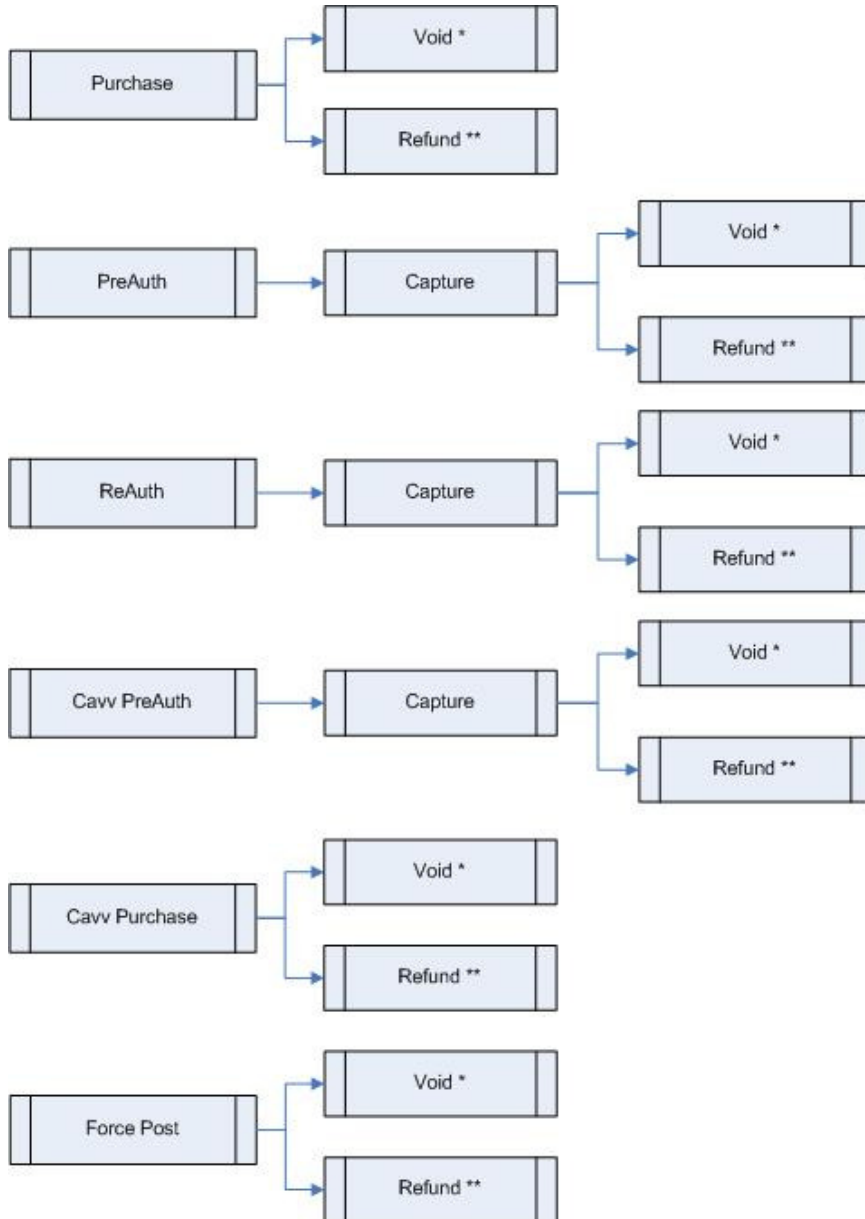 Purchase
Void *
Refund **
PreAuth
Capture
Void *
Refund **
ReAuth
Capture
Void *
Refund **
Cavv PreAuth
Capture
Void *
Refund **
Cavv Purchase
Void *
Refund **
Force Post
Void *
Refund **